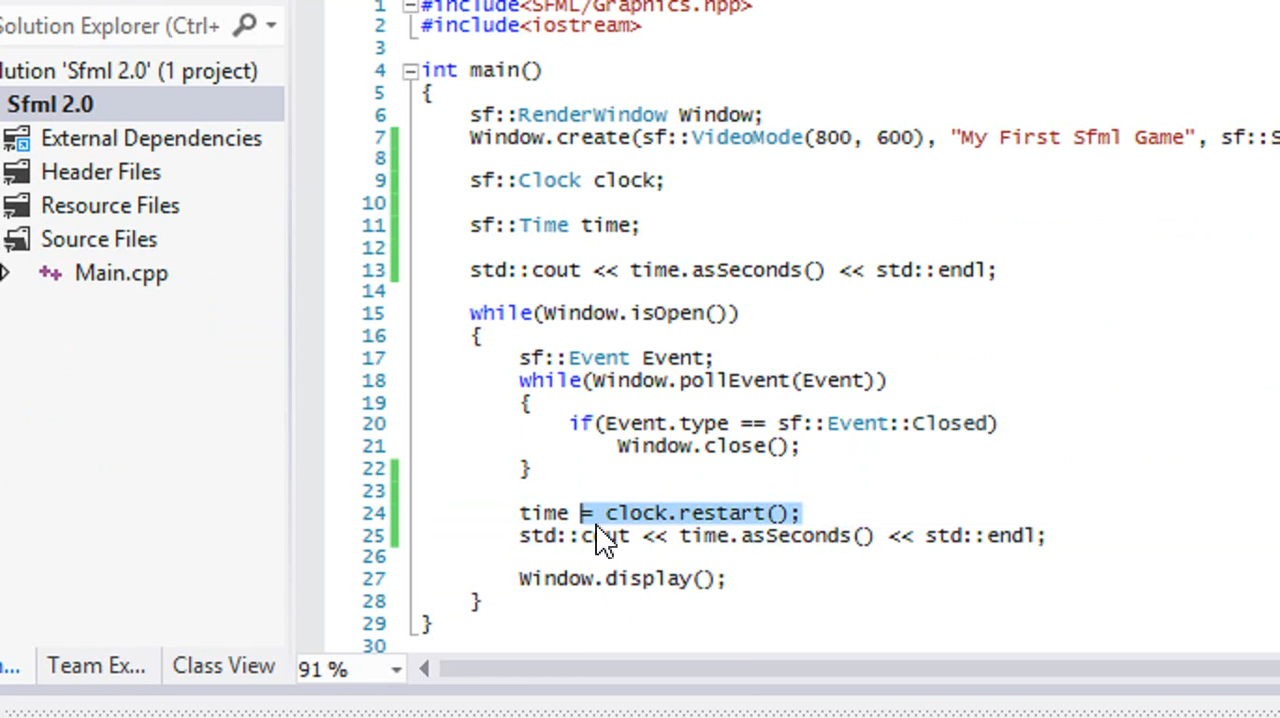 Solution Explorer (Ctrl+
lution 'Sfml 2.0' (1 project)
Sfml 2.0
External Dependencies
Header Files
Resource Files
Source Files
Main.cpp
Team Ex...
Class View
1 #include<SFML/Graphics.hpp>
2 #include<iostream>
3
4 int main()
5 {
6 sf::RenderWindow Window;
7 Window.create(sf::VideoMode(800, 600), "My First Sfml Game", sf::S
8
9 sf::Clock clock;
10
11 sf::Time time;
12
13 std::cout << time.asSeconds() << std::endl;
14
15 while(Window.isOpen())
16 {
17 sf::Event Event;
18 while(Window.pollEvent(Event))
19 {
20 if(Event.type == sf::Event::Closed)
21 Window.close();
22 }
23
24 time = clock.restart();
25 std::cout << time.asSeconds() << std::endl;
26
27 Window.display();
28 }
29 }
30
91 %